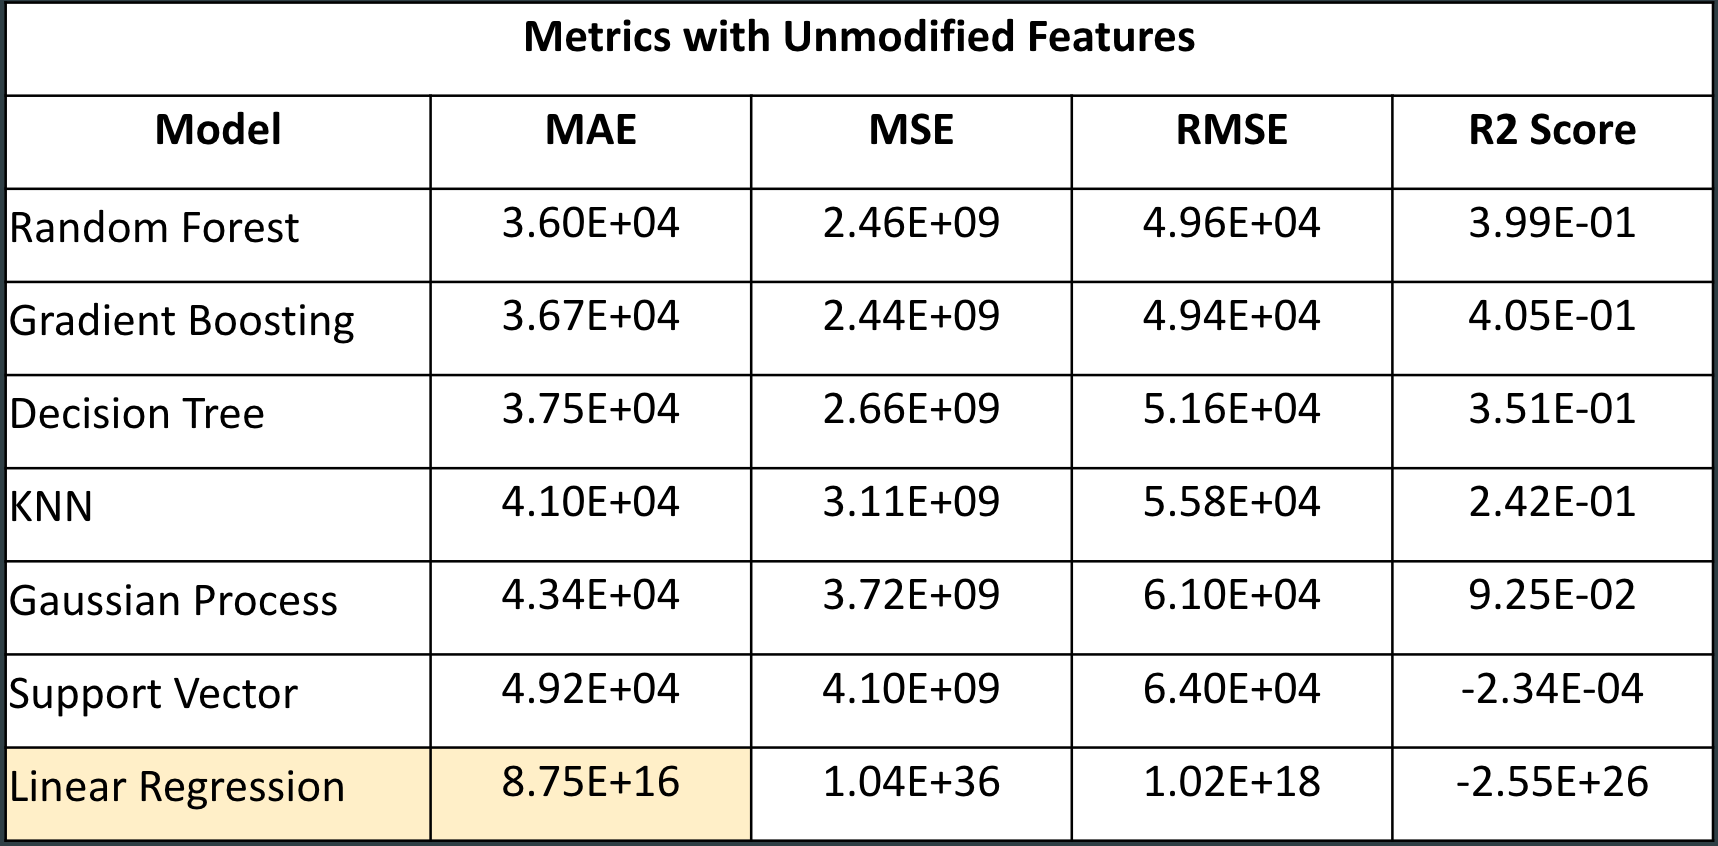 Metrics with Unmodified Features
Model MAE MSE RMSE R2 Score
Random Forest 3.60E+04 2.46E+09 4.96E+04 3.99E-01
Gradient Boosting 3.67E+04 2.44E+09 4.94E+04 4.05E-01
Decision Tree 3.75E+04 2.66E+09 5.16E+04 3.51E-01
KNN 4.10E+04 3.11E+09 5.58E+04 2.42E-01
Gaussian Process 4.34E+04 3.72E+09 6.10E+04 9.25E-02
Support Vector 4.92E+04 4.10E+09 6.40E+04 -2.34E-04
Linear Regression 8.75E+16 1.04E+36 1.02E+18 -2.55E+26